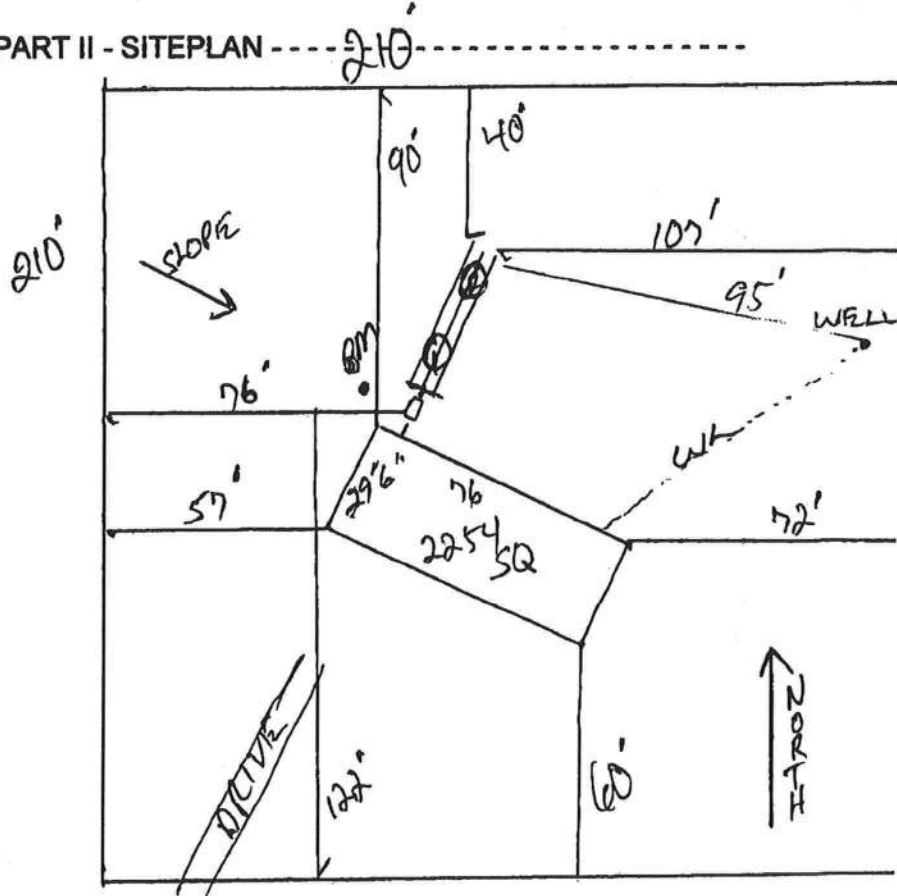 PART II - SITEPLAN ----- 210' -----------------
90'
40'
210'
SLOPE
107'
95'
WELL
BM
76'
WL
29'6"
76
57'
72'
2254/SQ
NORTH
DRIVE
122'
60'